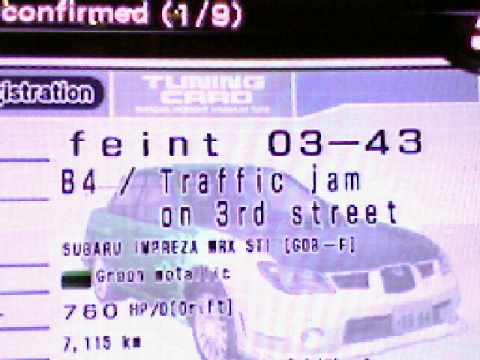 confirmed (1/9)
istration
TUNING
CARD
feint 03-43
B4 / Traffic jam
on 3rd street
SUBARU IMPREZA WRX STI [GDB-F]
Green metallic
760 HP/D[Drift]
7,115 km